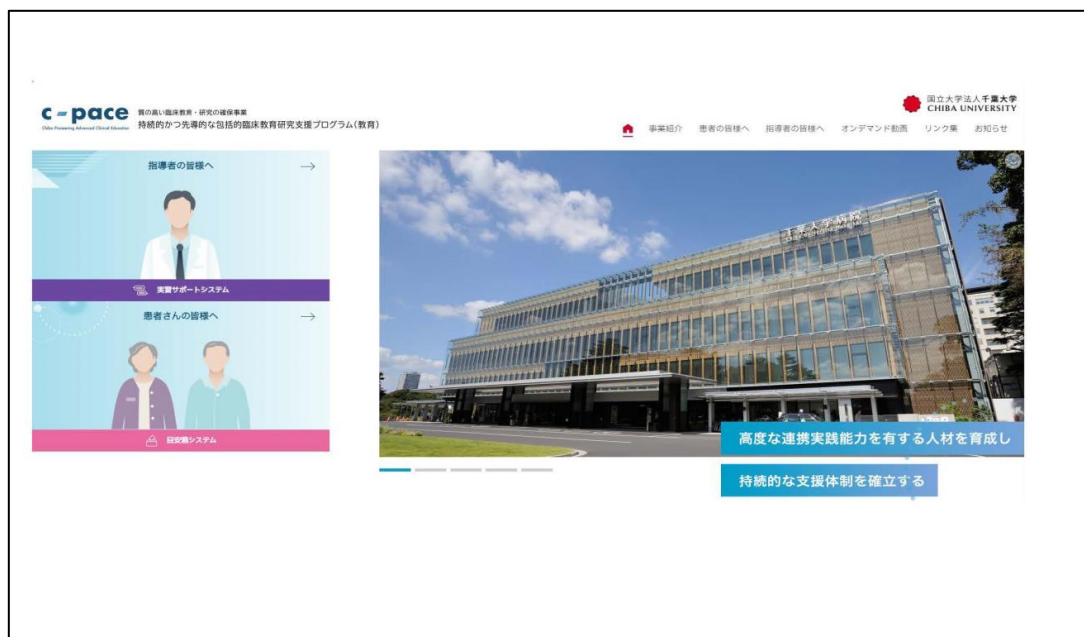 c-pace
Chiba Pioneering Advanced Clinical Education
質の高い臨床教育・研究の確保事業
持続的かつ先導的な包括的臨床教育研究支援プログラム(教育)
国立大学法人千葉大学
CHIBA UNIVERSITY
事業紹介 患者の皆様へ 指導者の皆様へ オンデマンド動画 リンク集 お知らせ
指導者の皆様へ
実習サポートシステム
患者さんの皆様へ
目安箱システム
千葉大学病院
高度な連携実践能力を有する人材を育成し
持続的な支援体制を確立する